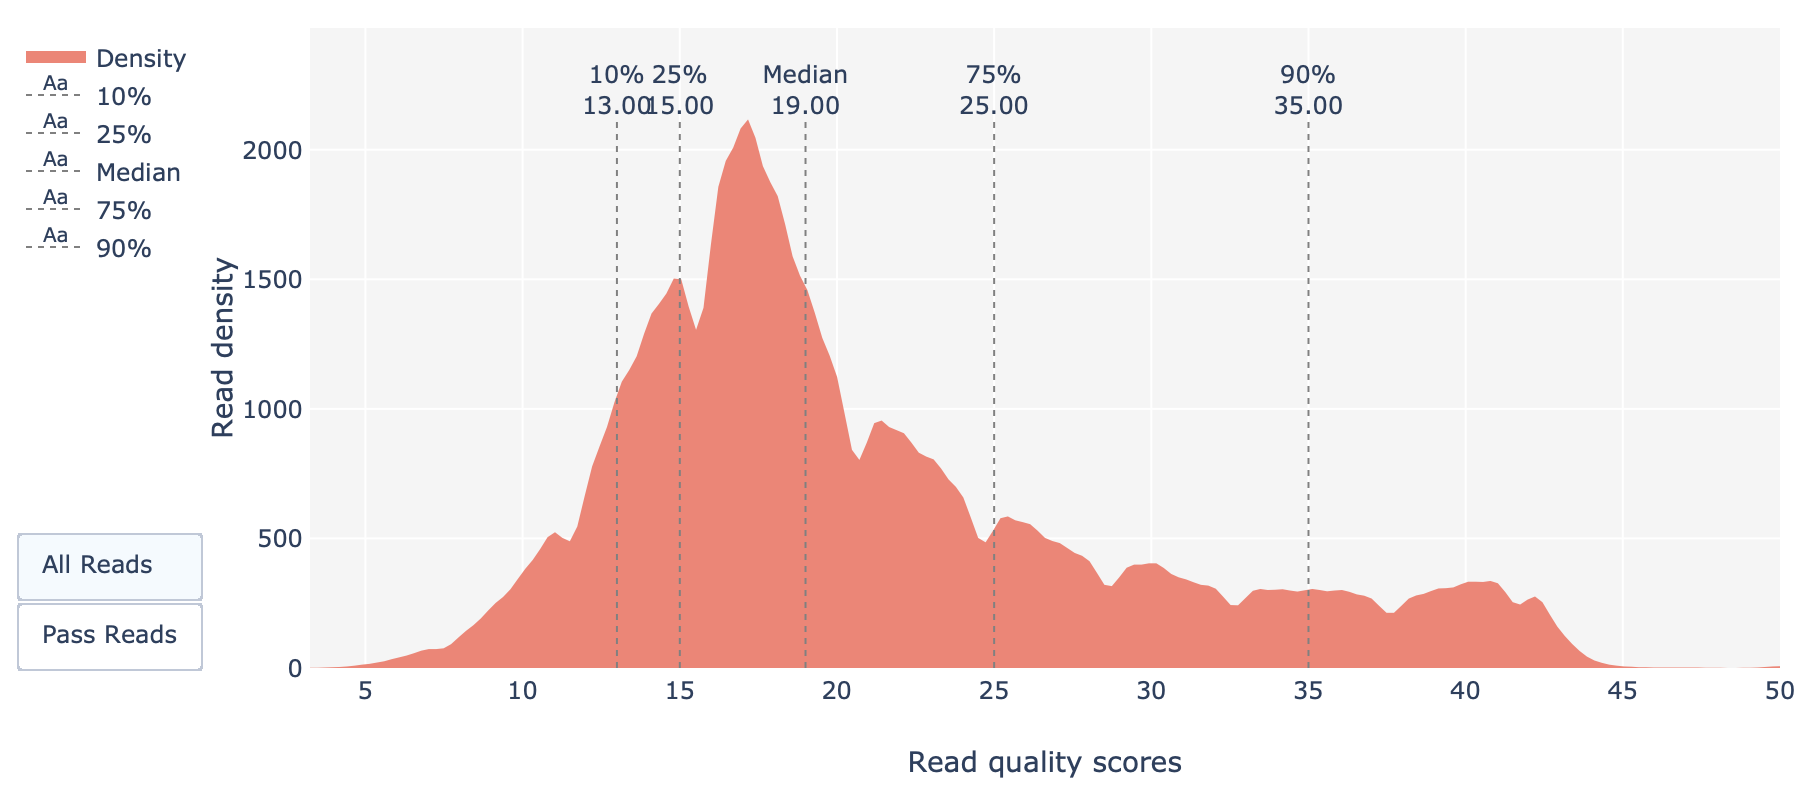 Density
Aa
10%
Aa
25%
Aa
Median
Aa
75%
Aa
90%
All Reads
Pass Reads
10% 25% Median 75% 90%
13.00 15.00 19.00 25.00 35.00
Read density
2000
1500
1000
500
0
5 10 15 20 25 30 35 40 45 50
Read quality scores